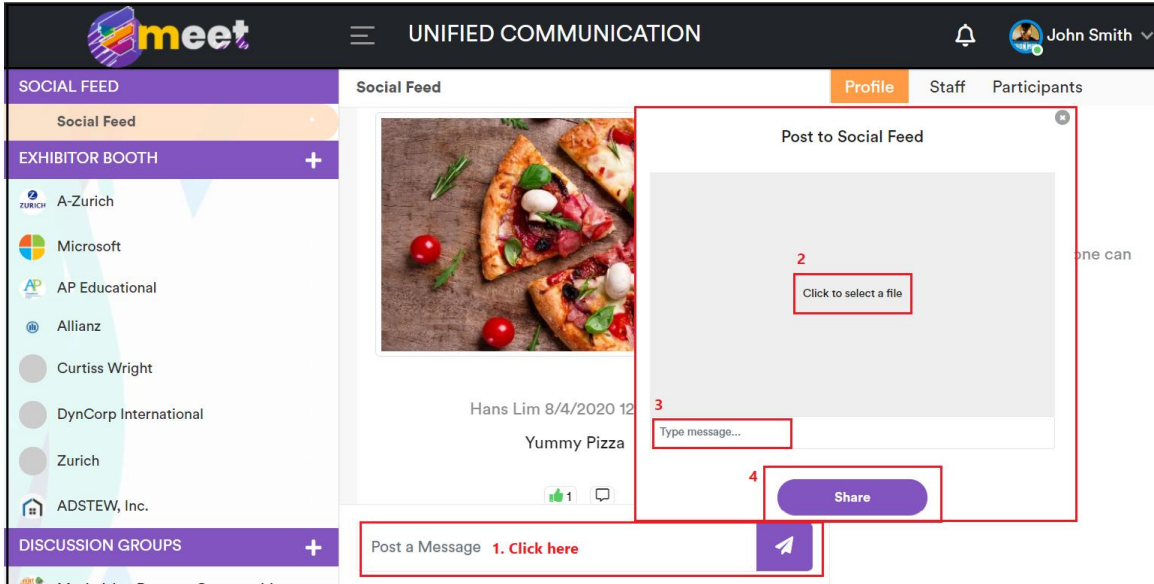 meet
UNIFIED COMMUNICATION
John Smith
SOCIAL FEED
Social Feed
EXHIBITOR BOOTH +
ZURICH A-Zurich
Microsoft
AP AP Educational
Allianz
Curtiss Wright
DynCorp International
Zurich
ADSTEW, Inc.
DISCUSSION GROUPS +
Social Feed
Profile Staff Participants
Hans Lim 8/4/2020 12
Yummy Pizza
1
Post a Message 1. Click here
Post to Social Feed
one can
2
Click to select a file
3
Type message...
4
Share